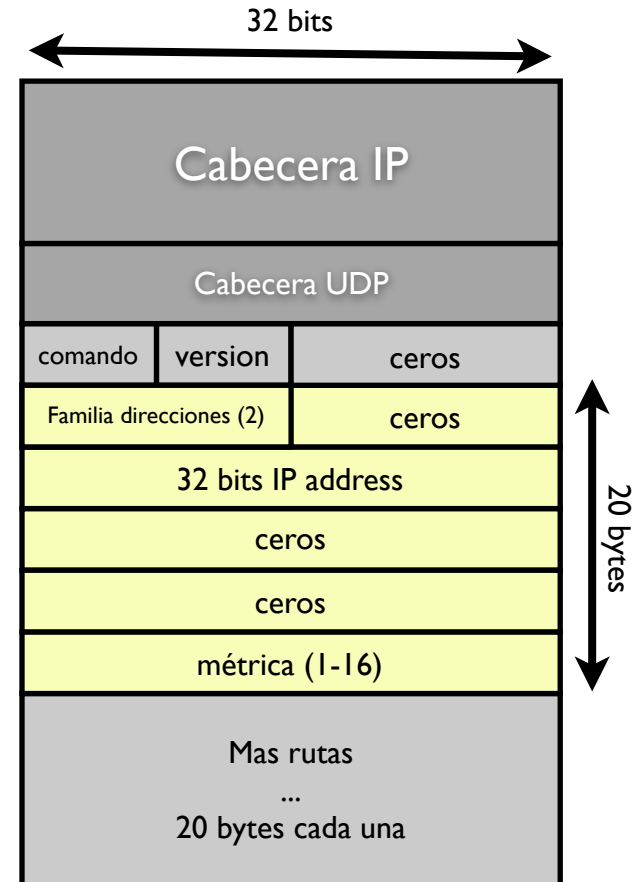 32 bits
Cabecera IP
Cabecera UDP
comando
version
ceros
Familia direcciones (2)
ceros
32 bits IP address
ceros
ceros
métrica (1-16)
20 bytes
Mas rutas
...
20 bytes cada una